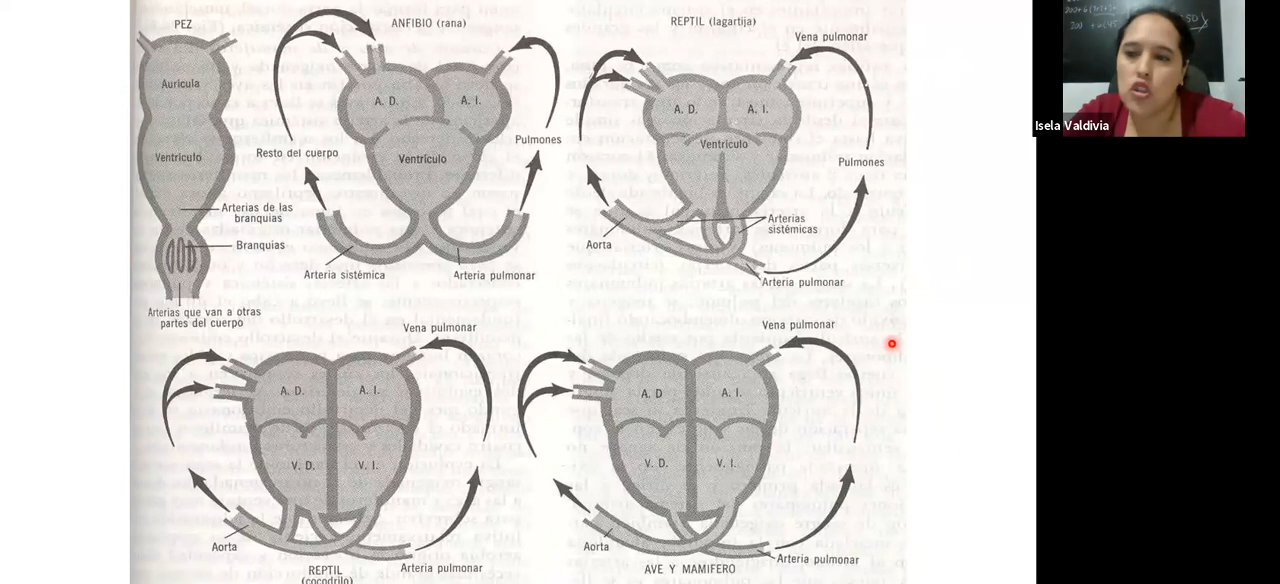 PEZ
Aurícula
Ventrículo
Arterias de las
branquias
Branquias
Arterias que van a otras
partes del cuerpo
ANFIBIO (rana)
A. D.
A. I.
Ventrículo
Resto del cuerpo
Pulmones
Arteria sistémica
Arteria pulmonar
REPTIL (lagartija)
Vena pulmonar
A. D.
A. I.
Ventrículo
Pulmones
Arterias
sistémicas
Aorta
Arteria pulmonar
Vena pulmonar
A. D.
A. I.
V. D.
V. I.
Aorta
Arteria pulmonar
REPTIL
(cocodrilo)
Vena pulmonar
A. D
A. I.
V. D.
V. I.
Aorta
Arteria pulmonar
AVE Y MAMIFERO
Isela Valdivia